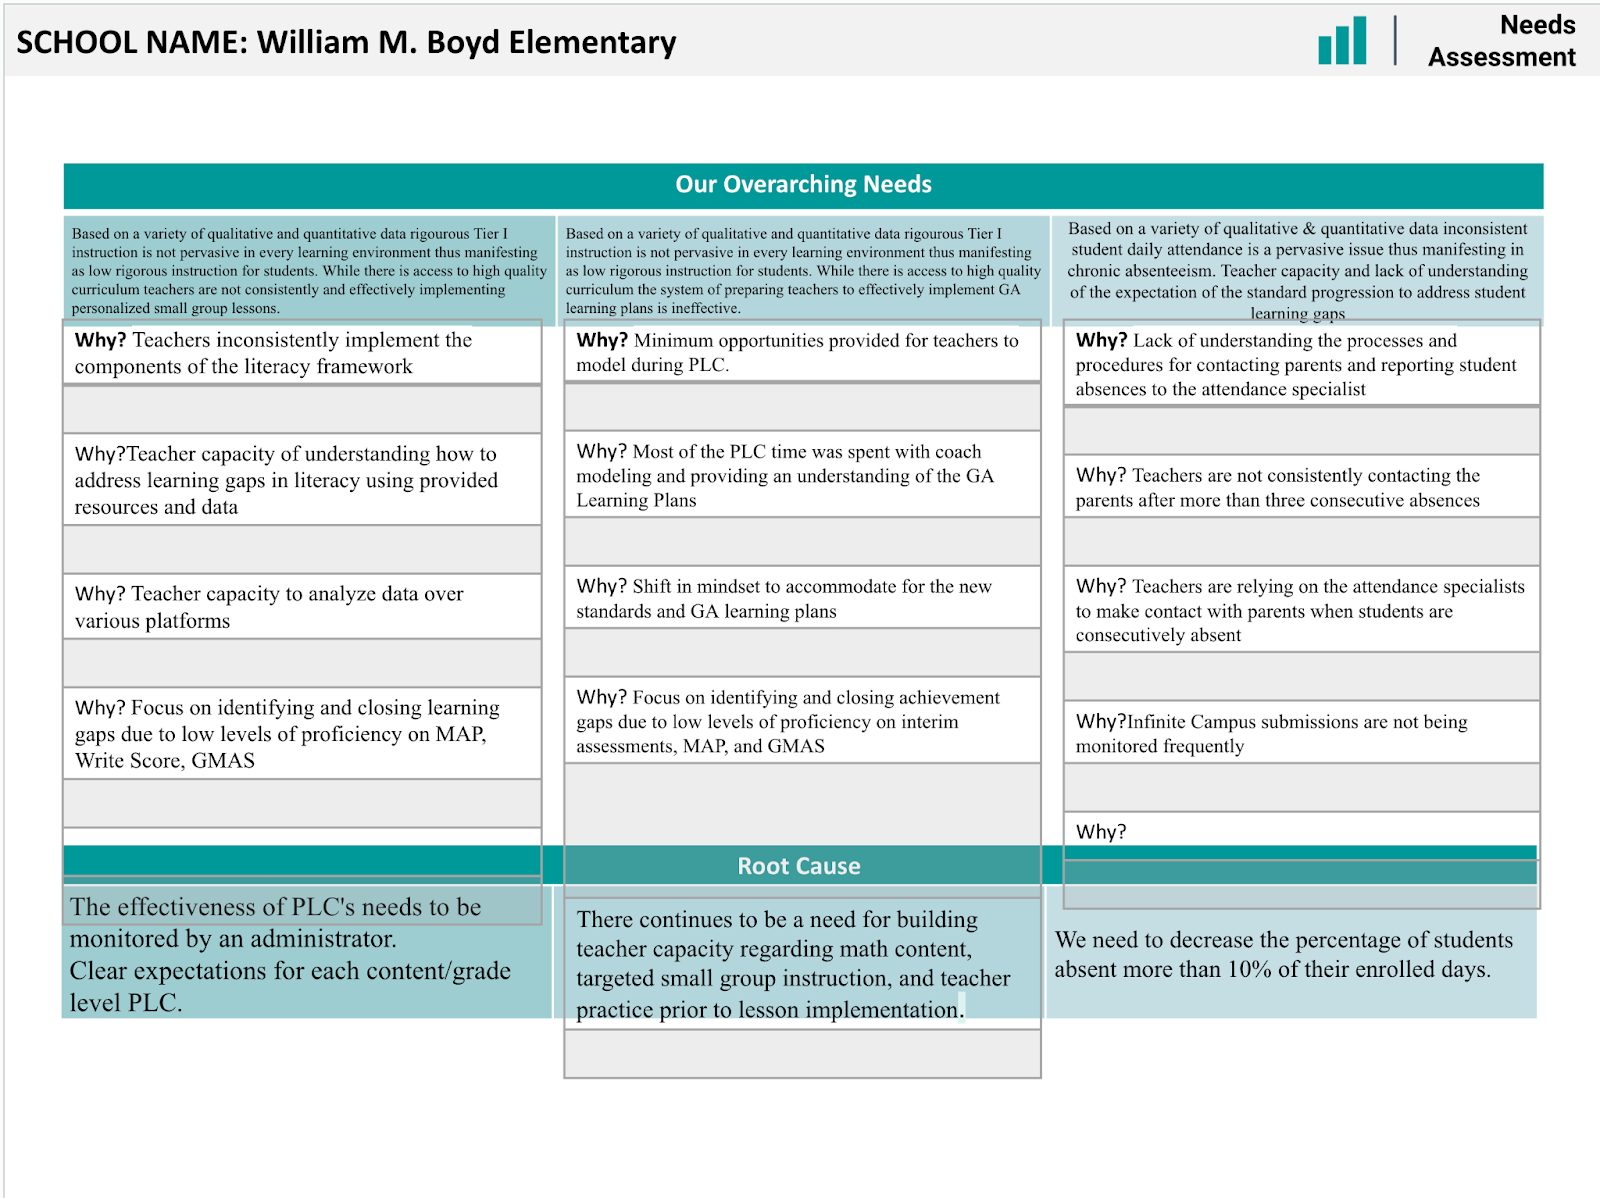 SCHOOL NAME: William M. Boyd Elementary
Needs
Assessment
Our Overarching Needs
Based on a variety of qualitative and quantitative data rigourous Tier I
instruction is not pervasive in every learning environment thus manifesting
as low rigorous instruction for students. While there is access to high quality
curriculum teachers are not consistently and effectively implementing
personalized small group lessons.
Why? Teachers inconsistently implement the
components of the literacy framework
Why?Teacher capacity of understanding how to
address learning gaps in literacy using provided
resources and data
Why? Teacher capacity to analyze data over
various platforms
Why? Focus on identifying and closing learning
gaps due to low levels of proficiency on MAP,
Write Score, GMAS
Based on a variety of qualitative and quantitative data rigourous Tier I
instruction is not pervasive in every learning environment thus manifesting
as low rigorous instruction for students. While there is access to high quality
curriculum the system of preparing teachers to effectively implement GA
learning plans is ineffective.
Why? Minimum opportunities provided for teachers to
model during PLC.
Why? Most of the PLC time was spent with coach
modeling and providing an understanding of the GA
Learning Plans
Why? Shift in mindset to accommodate for the new
standards and GA learning plans
Why? Focus on identifying and closing achievement
gaps due to low levels of proficiency on interim
assessments, MAP, and GMAS
Based on a variety of qualitative & quantitative data inconsistent
student daily attendance is a pervasive issue thus manifesting in
chronic absenteeism. Teacher capacity and lack of understanding
of the expectation of the standard progression to address student
learning gaps
Why? Lack of understanding the processes and
procedures for contacting parents and reporting student
absences to the attendance specialist
Why? Teachers are not consistently contacting the
parents after more than three consecutive absences
Why? Teachers are relying on the attendance specialists
to make contact with parents when students are
consecutively absent
Why?Infinite Campus submissions are not being
monitored frequently
Why?
Root Cause
The effectiveness of PLC's needs to be
monitored by an administrator.
Clear expectations for each content/grade
level PLC.
There continues to be a need for building
teacher capacity regarding math content,
targeted small group instruction, and teacher
practice prior to lesson implementation.
We need to decrease the percentage of students
absent more than 10% of their enrolled days.